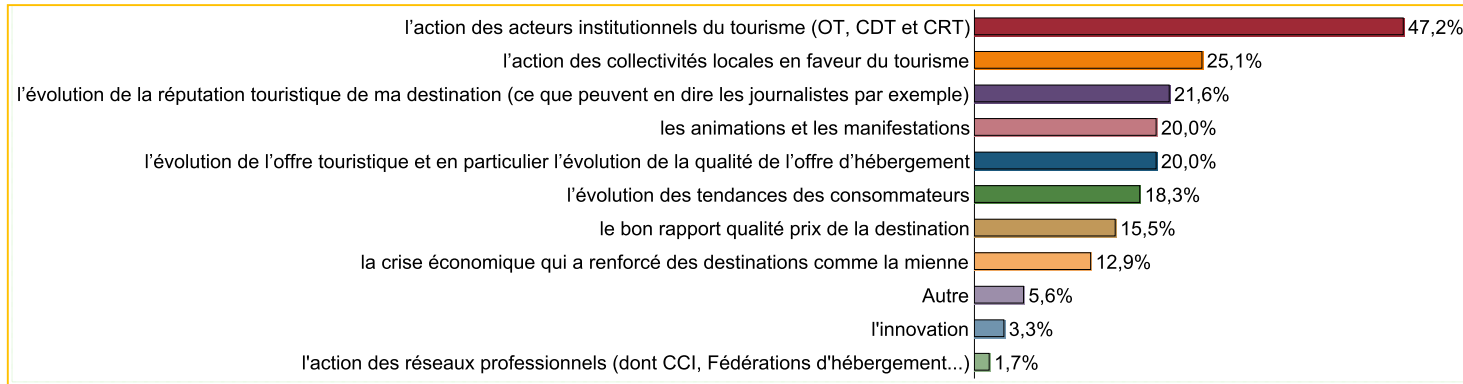 l’action des acteurs institutionnels du tourisme (OT, CDT et CRT) 47,2%
l’action des collectivités locales en faveur du tourisme 25,1%
l’évolution de la réputation touristique de ma destination (ce que peuvent en dire les journalistes par exemple) 21,6%
les animations et les manifestations 20,0%
l’évolution de l’offre touristique et en particulier l’évolution de la qualité de l’offre d’hébergement 20,0%
l’évolution des tendances des consommateurs 18,3%
le bon rapport qualité prix de la destination 15,5%
la crise économique qui a renforcé des destinations comme la mienne 12,9%
Autre 5,6%
l'innovation 3,3%
l'action des réseaux professionnels (dont CCI, Fédérations d'hébergement...) 1,7%